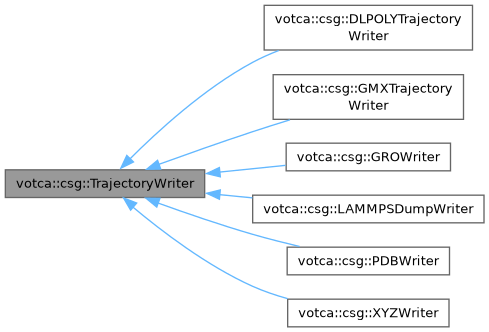 votca::csg::DLPOLYTrajectory
Writer
votca::csg::GMXTrajectory
Writer
votca::csg::GROWriter
votca::csg::TrajectoryWriter
votca::csg::LAMMPSDumpWriter
votca::csg::PDBWriter
votca::csg::XYZWriter